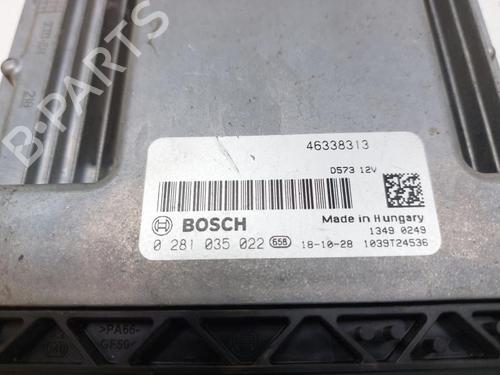 B-PARTS
46338313
D573 12V
BOSCH
Made in Hungary
1349 0249
0 281 035 022 658 18-10-28 1039T24536
>PA66-
GF50<